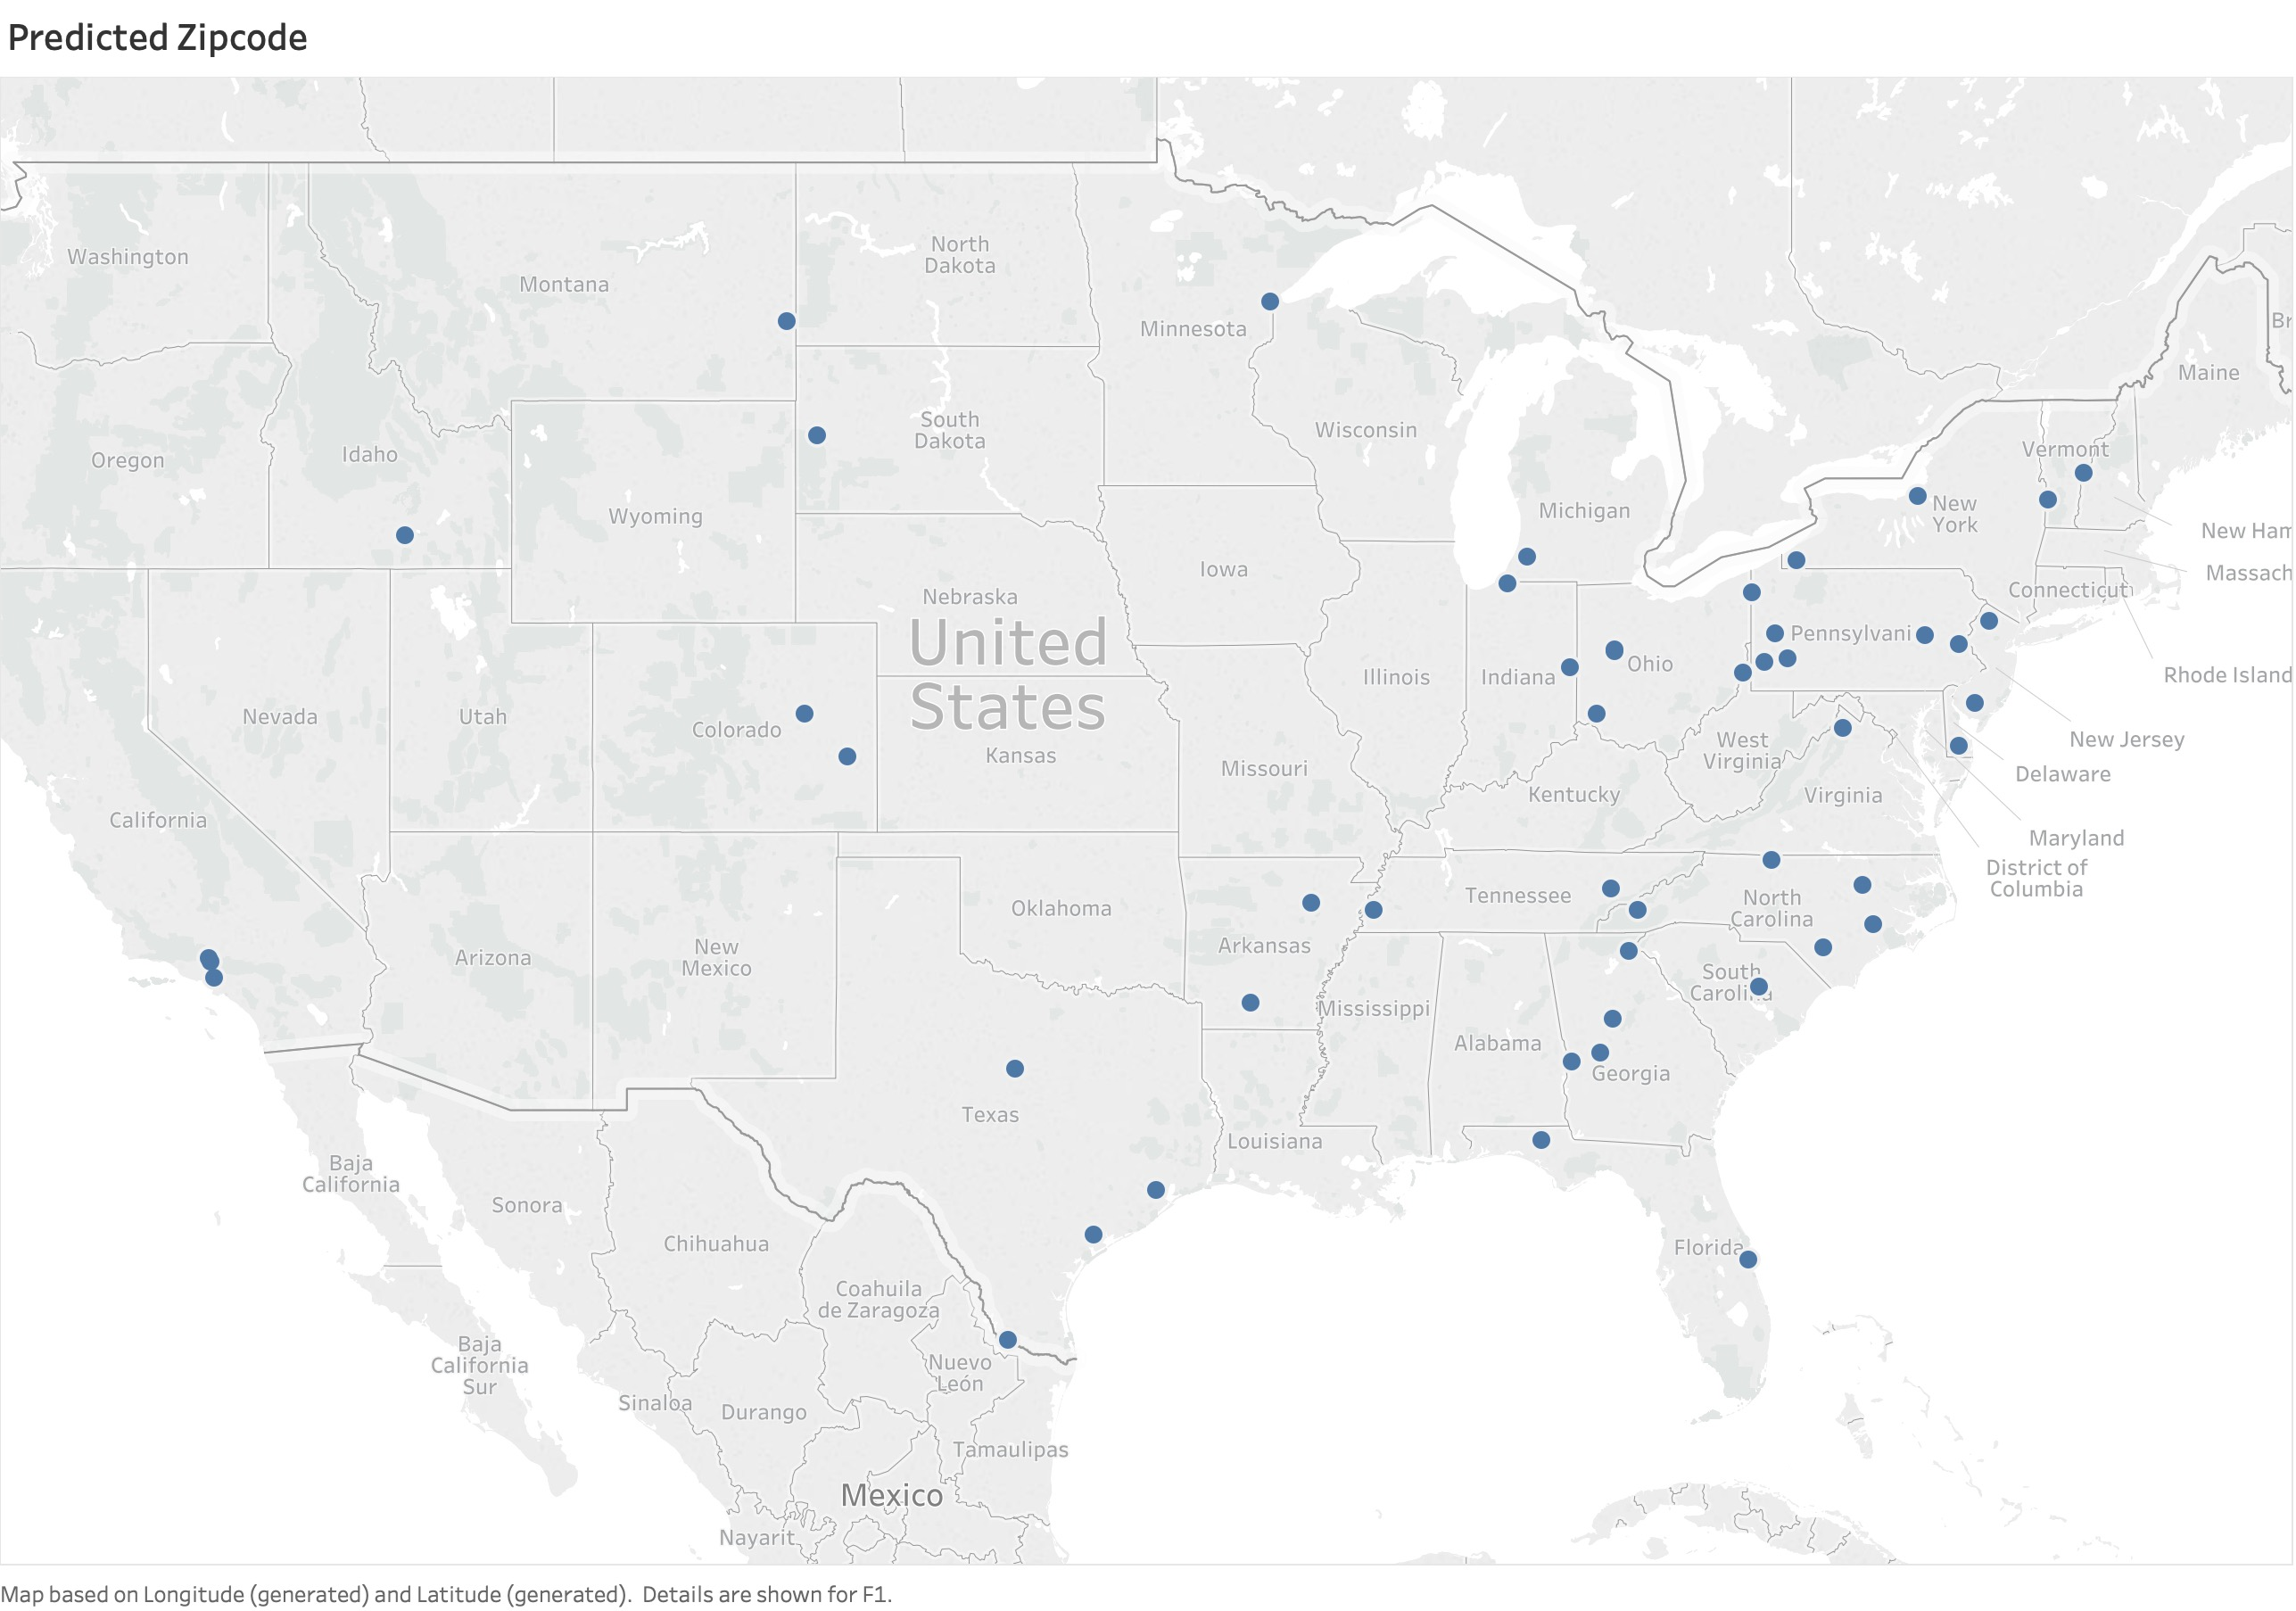 Predicted Zipcode
Washington
Montana
North
Dakota
Minnesota
Maine
Br
Oregon
Idaho
South
Dakota
Wisconsin
Vermont
Wyoming
Michigan
New
York
New Ham
Iowa
Massach
Nebraska
Connecticut
United
States
Pennsylvani
Ohio
Illinois
Indiana
Rhode Island
Nevada
Utah
Colorado
Kansas
West
Virginia
New Jersey
Missouri
Delaware
Kentucky
Virginia
California
Maryland
District of
Columbia
Tennessee
North
Carolina
Oklahoma
Arkansas
Arizona
New
Mexico
South
Carolina
Mississippi
Alabama
Georgia
Texas
Louisiana
Baja
California
Sonora
Chihuahua
Florida
Coahuila
de Zaragoza
Baja
California
Sur
Nuevo
León
Sinaloa
Durango
Tamaulipas
Mexico
Nayarit
Map based on Longitude (generated) and Latitude (generated).  Details are shown for F1.